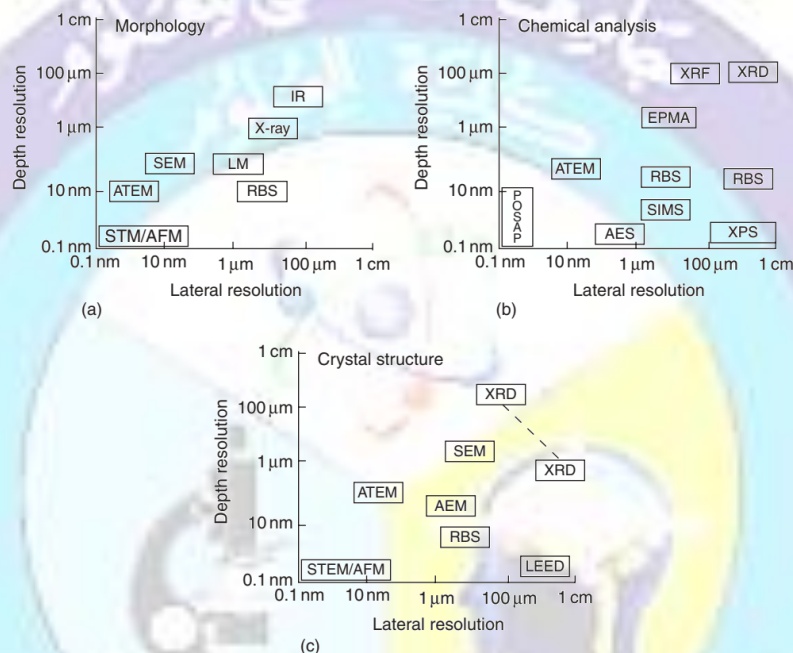 Morphology
1 cm
100 µm
1 µm
10 nm
0.1 nm
Depth resolution
IR
X-ray
SEM
LM
ATEM
RBS
STM/AFM
0.1 nm
10 nm
1 µm
100 µm
1 cm
Lateral resolution
(a)
Chemical analysis
1 cm
100 µm
1 µm
10 nm
0.1 nm
Depth resolution
XRF
XRD
EPMA
ATEM
RBS
RBS
POSAP
SIMS
AES
XPS
0.1 nm
10 nm
1 µm
100 µm
1 cm
Lateral resolution
(b)
Crystal structure
1 cm
100 µm
1 µm
10 nm
0.1 nm
Depth resolution
XRD
SEM
XRD
ATEM
AEM
RBS
STEM/AFM
LEED
0.1 nm
10 nm
1 µm
100 µm
1 cm
Lateral resolution
(c)